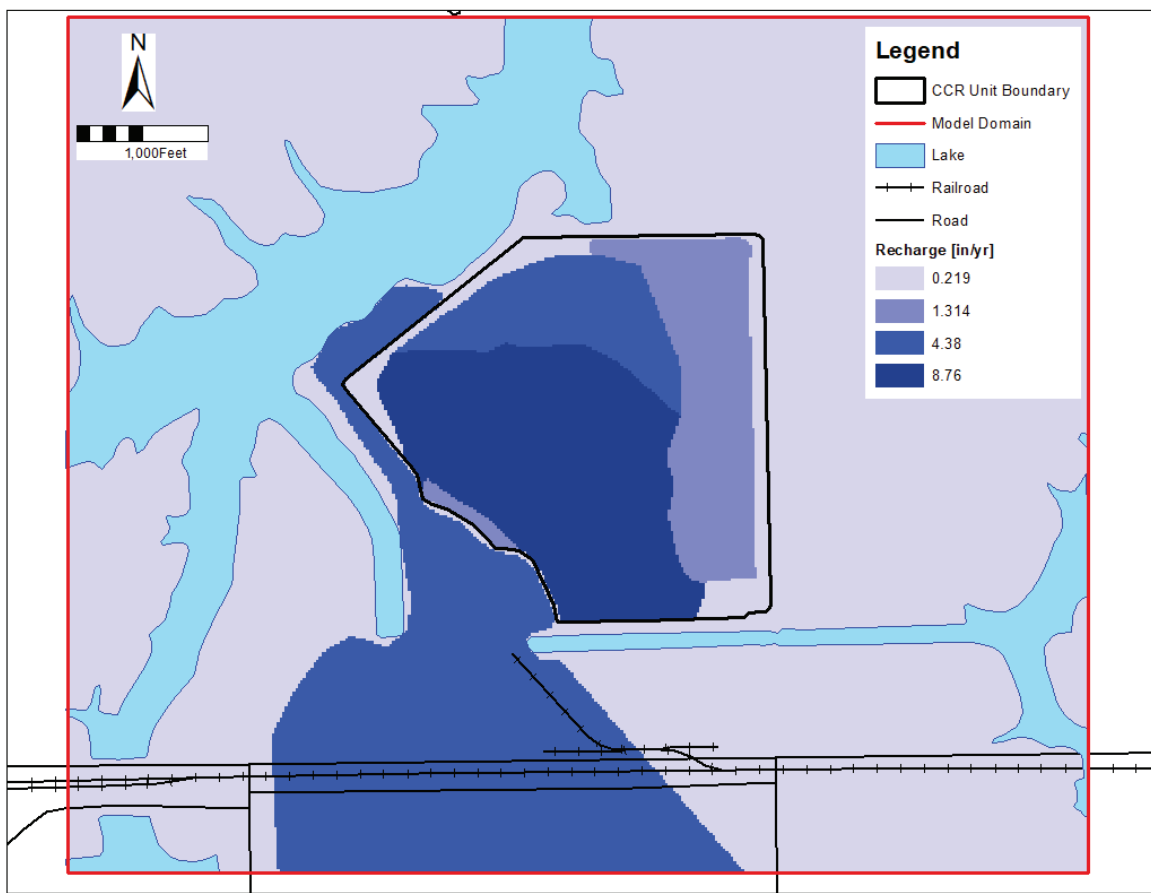 N
1,000Feet
Legend
CCR Unit Boundary
Model Domain
Lake
Railroad
Road
Recharge [in/yr]
0.219
1.314
4.38
8.76